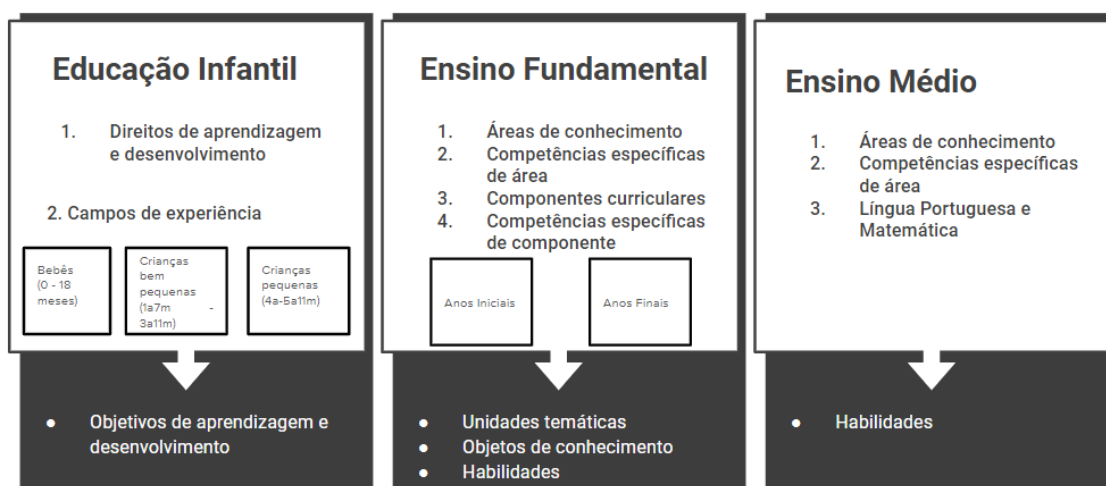 Educação Infantil
1. Direitos de aprendizagem
e desenvolvimento
2. Campos de experiência
Bebês
(0 - 18
meses)
Crianças
bem
pequenas
(1a7m -
3a11m)
Crianças
pequenas
(4a-5a11m)
● Objetivos de aprendizagem e
desenvolvimento
Ensino Fundamental
1. Áreas de conhecimento
2. Competências específicas
de área
3. Componentes curriculares
4. Competências específicas
de componente
Anos Iniciais
Anos Finais
● Unidades temáticas
● Objetos de conhecimento
● Habilidades
Ensino Médio
1. Áreas de conhecimento
2. Competências específicas
de área
3. Língua Portuguesa e
Matemática
● Habilidades